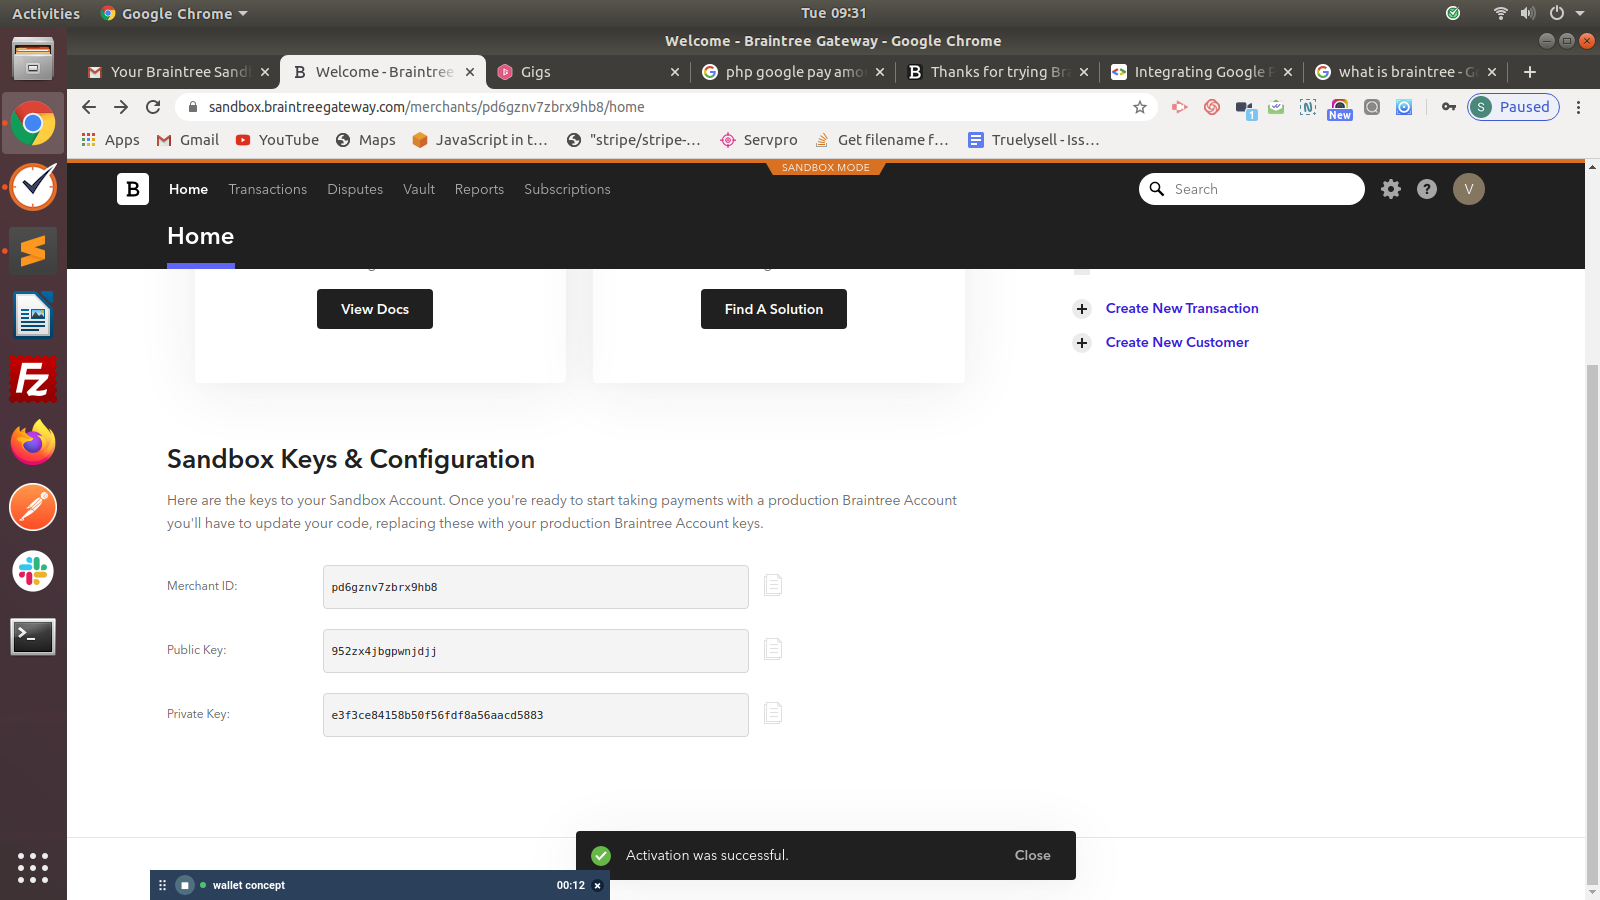 Activities
Google Chrome
Tue 09:31
Welcome - Braintree Gateway - Google Chrome
Your Braintree Sand
Welcome - Braintree
Gigs
php google pay amo
Thanks for trying Br
Integrating Google P
what is braintree - G
sandbox.braintreegateway.com/merchants/pd6gznv7zbrx9hb8/home
1
New
S
Paused
Apps
Gmail
YouTube
Maps
JavaScript in t...
"stripe/stripe-...
Servpro
Get filename f...
Truelysell - Iss...
SANDBOX MODE
B
Home
Transactions
Disputes
Vault
Reports
Subscriptions
Search
?
V
Home
View Docs
Find A Solution
Create New Transaction
Create New Customer
Sandbox Keys & Configuration
Here are the keys to your Sandbox Account. Once you're ready to start taking payments with a production Braintree Account
you'll have to update your code, replacing these with your production Braintree Account keys.
Merchant ID:
pd6gznv7zbrx9hb8
Public Key:
952zx4jbgpwnjdjj
Private Key:
e3f3ce84158b50f56fdf8a56aacd5883
Activation was successful.
Close
wallet concept
00:12